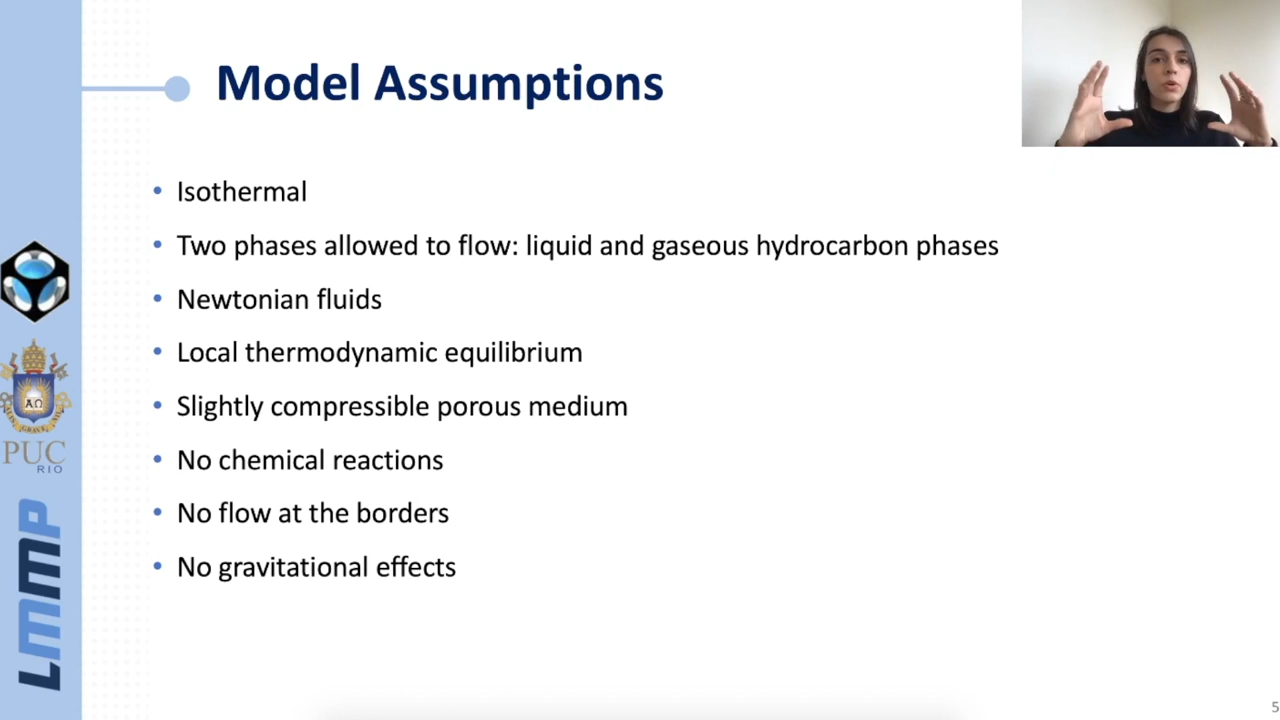 Model Assumptions
• Isothermal
• Two phases allowed to flow: liquid and gaseous hydrocarbon phases
• Newtonian fluids
• Local thermodynamic equilibrium
• Slightly compressible porous medium
• No chemical reactions
• No flow at the borders
• No gravitational effects
ΑΩ
PUC
RIO
LMMP
5